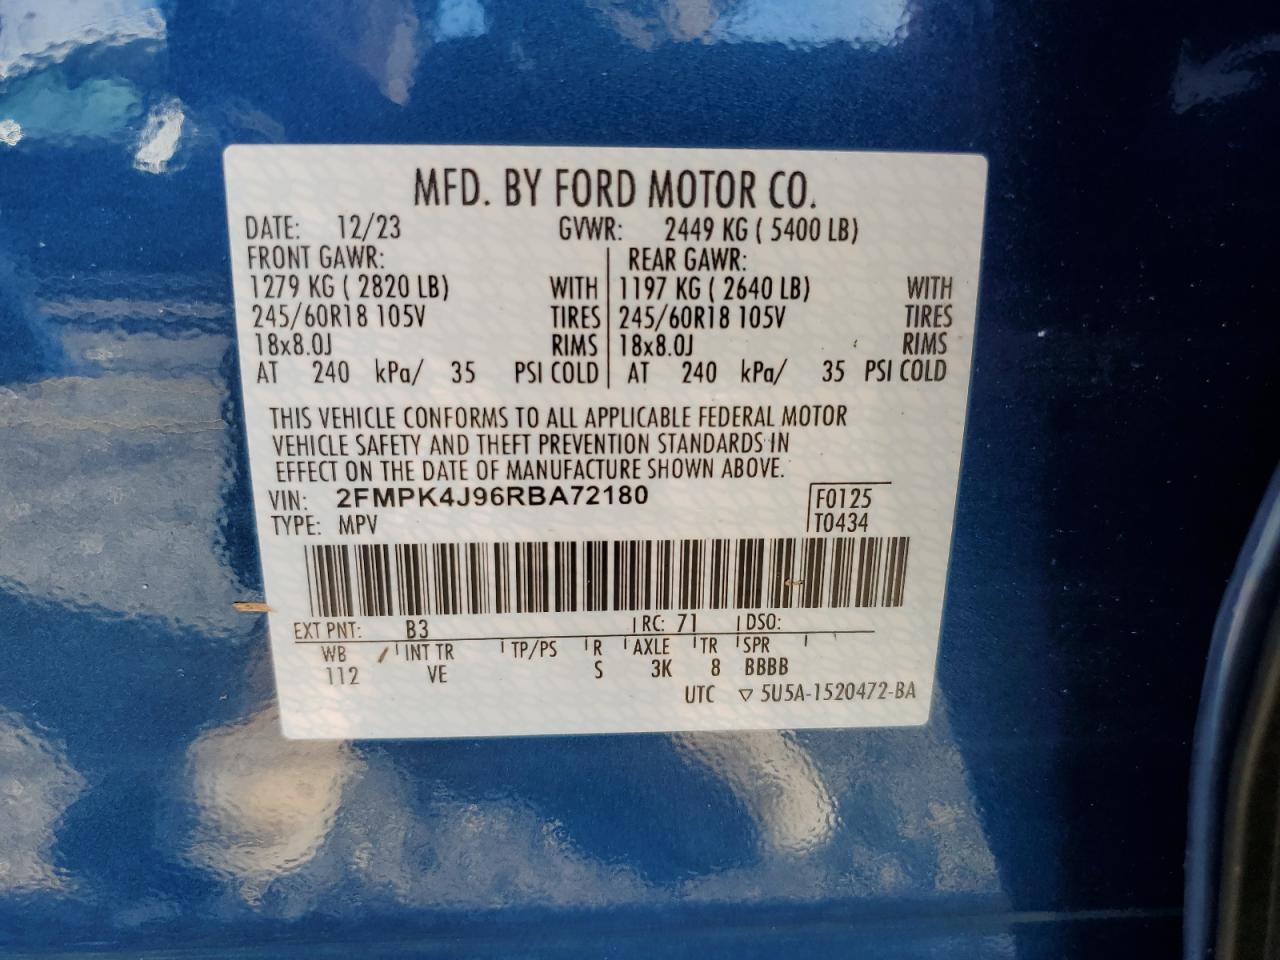 MFD. BY FORD MOTOR CO.
DATE: 12/23 GVWR: 2449 KG ( 5400 LB)
FRONT GAWR: REAR GAWR:
1279 KG ( 2820 LB) WITH 1197 KG ( 2640 LB) WITH
245/60R18 105V TIRES 245/60R18 105V TIRES
18x8.0J RIMS 18x8.0J RIMS
AT 240 kPa/ 35 PSI COLD AT 240 kPa/ 35 PSI COLD
THIS VEHICLE CONFORMS TO ALL APPLICABLE FEDERAL MOTOR
VEHICLE SAFETY AND THEFT PREVENTION STANDARDS IN
EFFECT ON THE DATE OF MANUFACTURE SHOWN ABOVE.
VIN: 2FMPK4J96RBA72180 F0125
TYPE: MPV T0434
EXT PNT: B3 RC: 71 DSO:
WB INT TR TP/PS R AXLE TR SPR
112 VE S 3K 8 BBBB
UTC ▽ 5U5A-1520472-BA